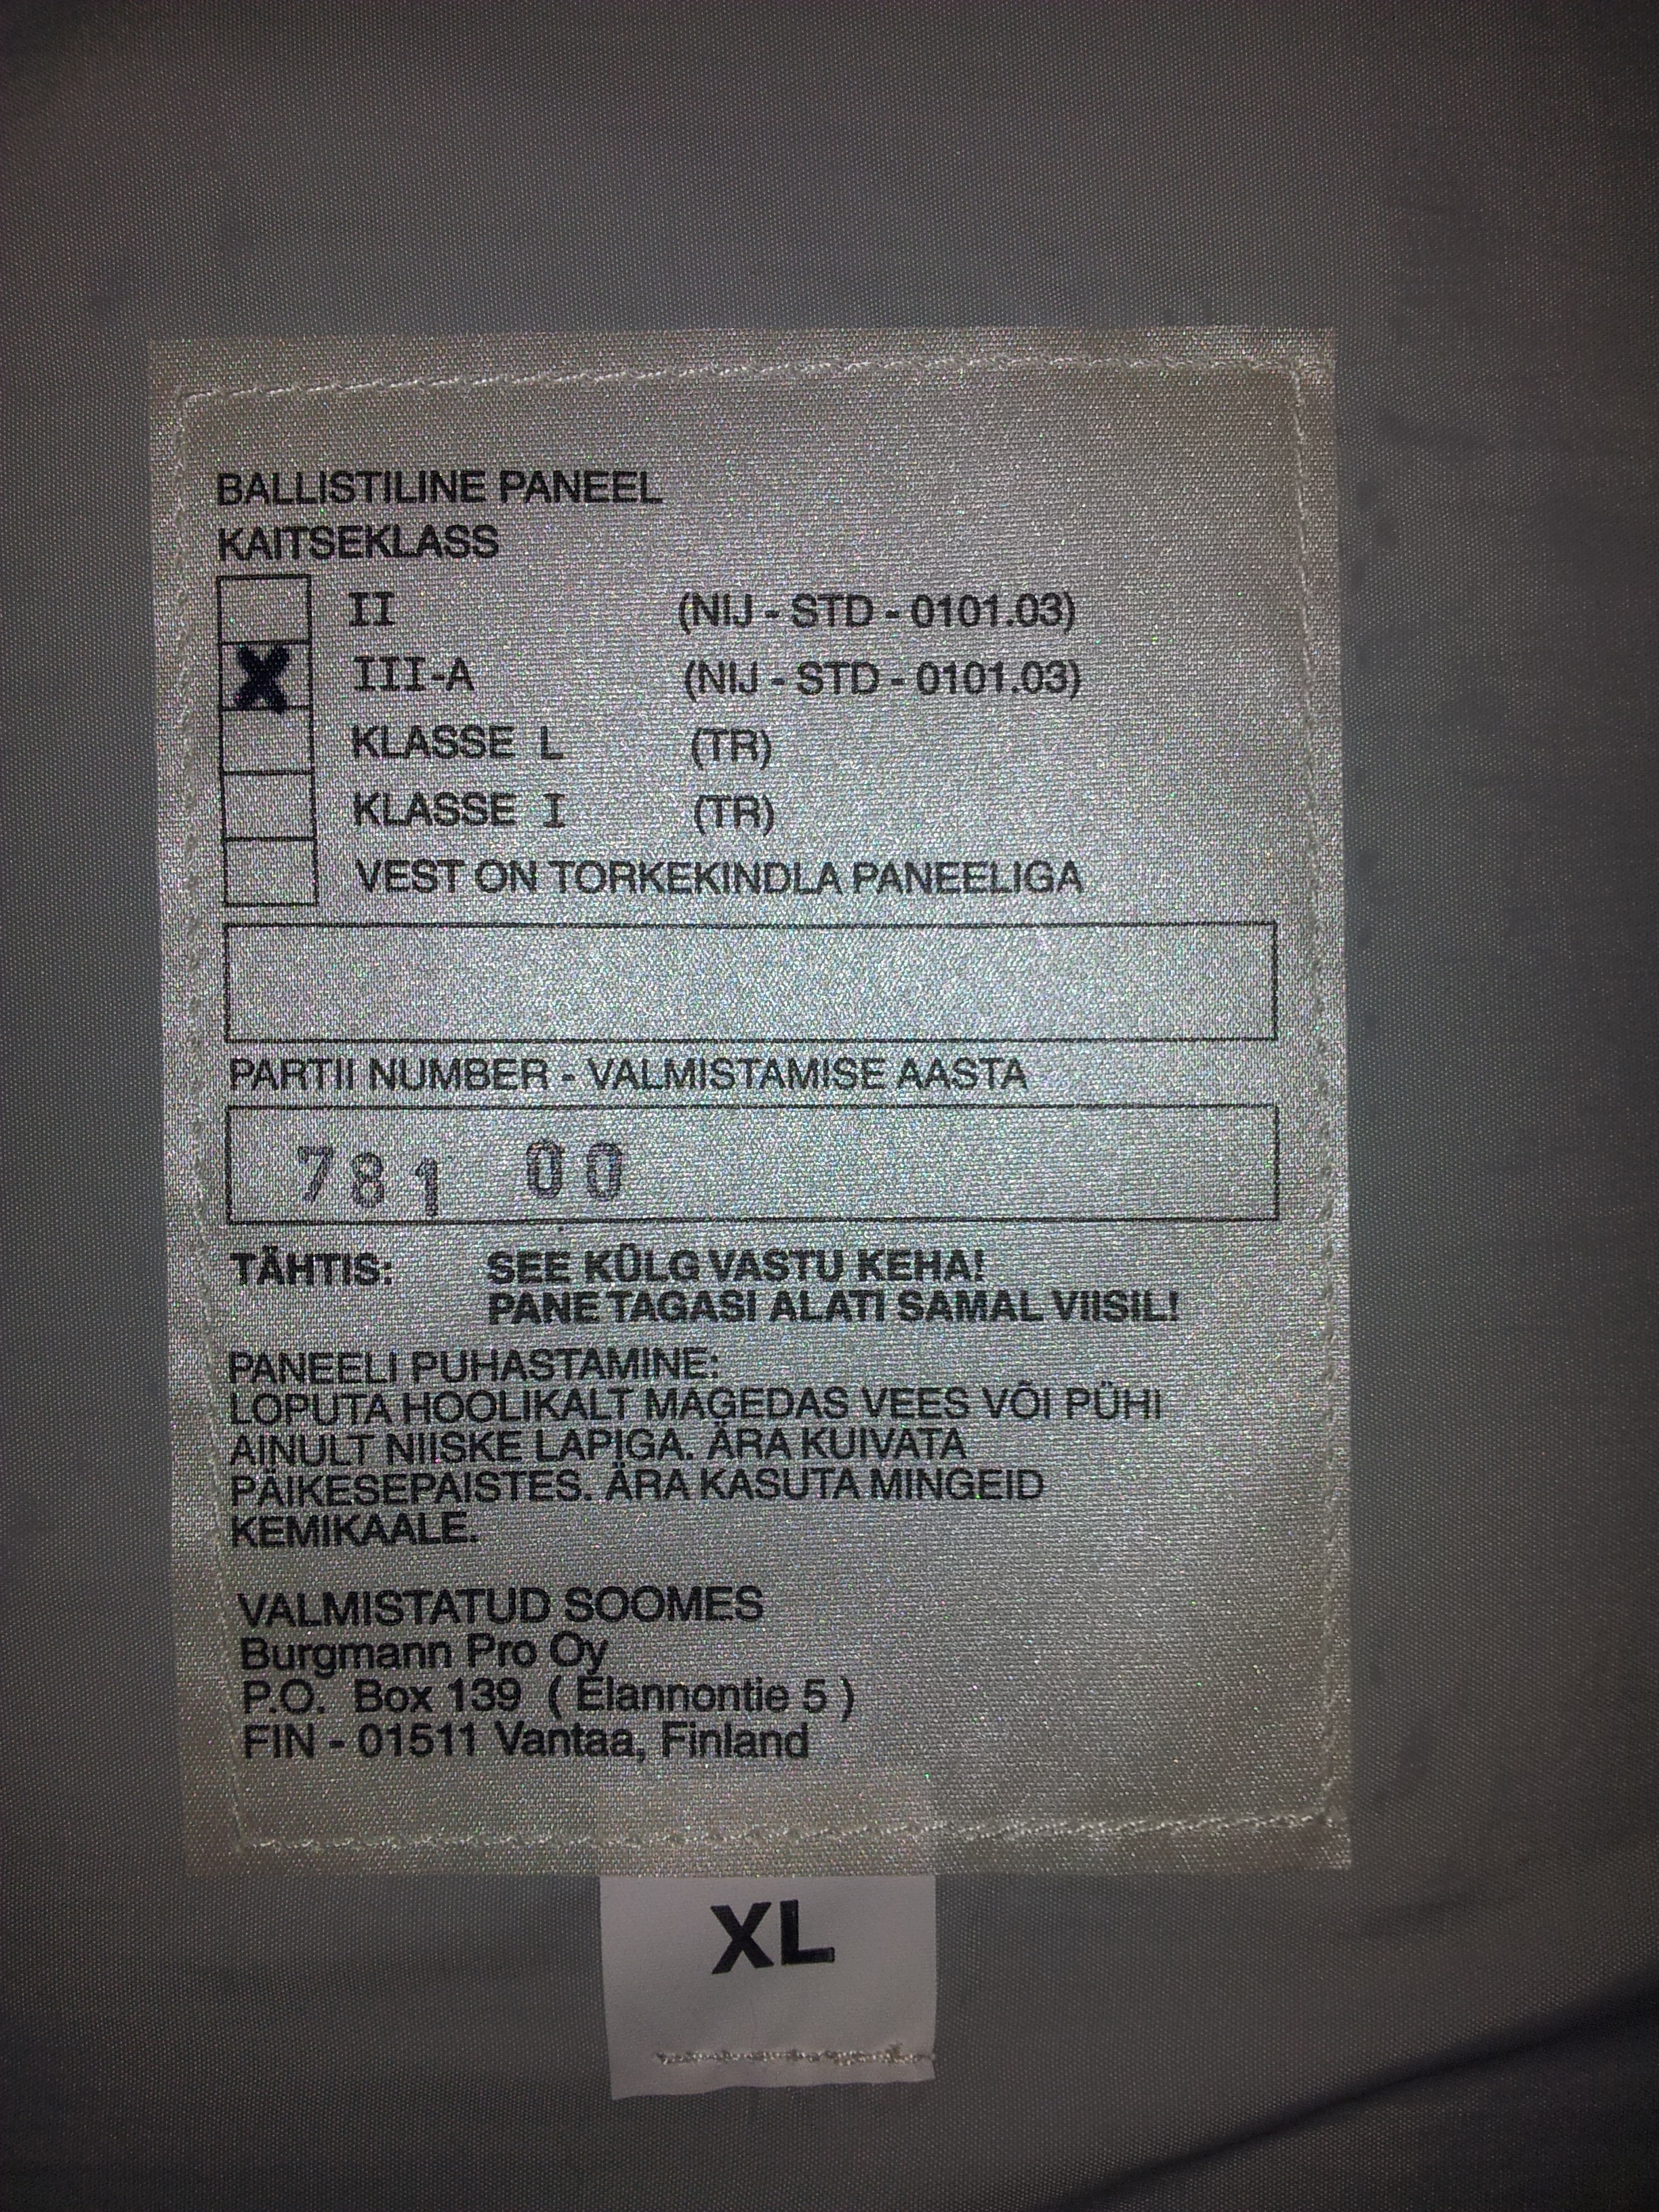 BALLISTILINE PANEEL
KAITSEKLASS
II (NIJ - STD - 0101.03)
X III-A (NIJ - STD - 0101.03)
KLASSE L (TR)
KLASSE I (TR)
VEST ON TORKEKINDLA PANEELIGA
PARTII NUMBER - VALMISTAMISE AASTA
781 00
TÄHTIS: SEE KÜLG VASTU KEHA!
PANE TAGASI ALATI SAMAL VIISIL!
PANEELI PUHASTAMINE:
LOPUTA HOOLIKALT MAGEDAS VEES VÕI PÜHI
AINULT NIISKE LAPIGA. ÄRA KUIVATA
PÄIKESEPAISTES. ÄRA KASUTA MINGEID
KEMIKAALE.
VALMISTATUD SOOMES
Burgmann Pro Oy
P.O. Box 139 ( Elannontie 5 )
FIN - 01511 Vantaa, Finland
XL